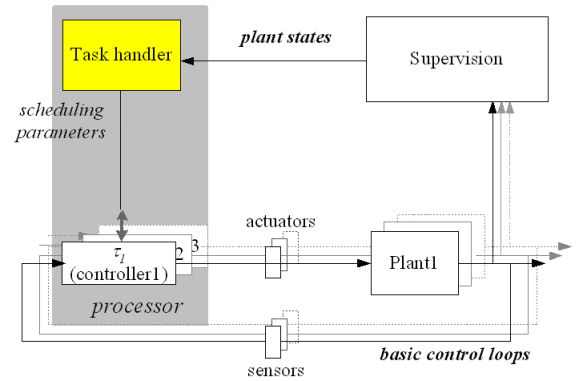 plant states
Task handler
Supervision
scheduling
parameters
actuators
τ1
2
3
(controller1)
Plant1
processor
basic control loops
sensors